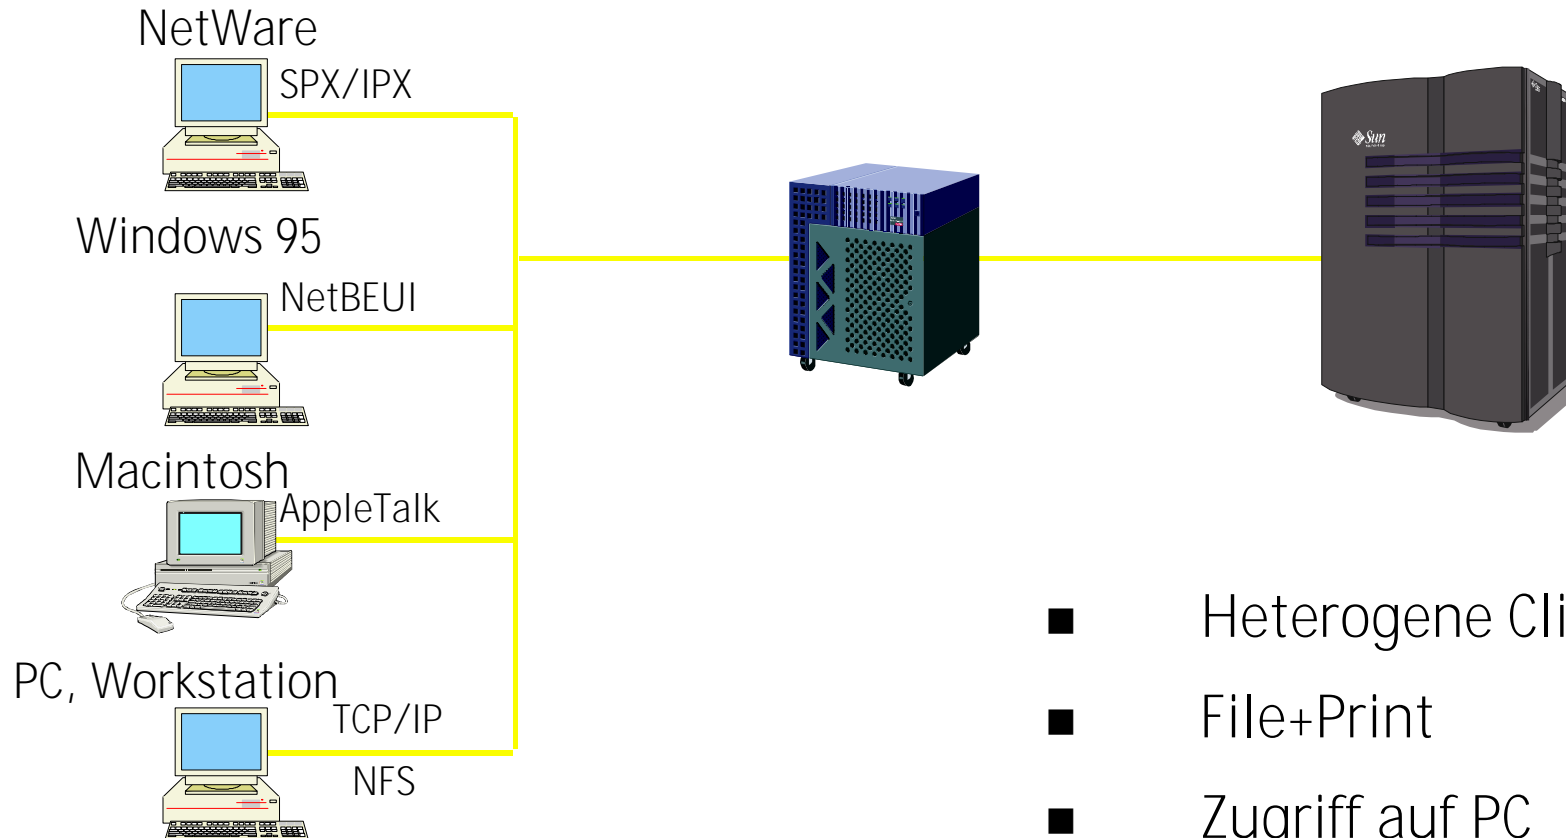 NetWare
SPX/IPX
Windows 95
NetBEUI
Macintosh
AppleTalk
PC, Workstation
TCP/IP
NFS
Sun
■ Heterogene Cli
■ File+Print
■ Zugriff auf PC